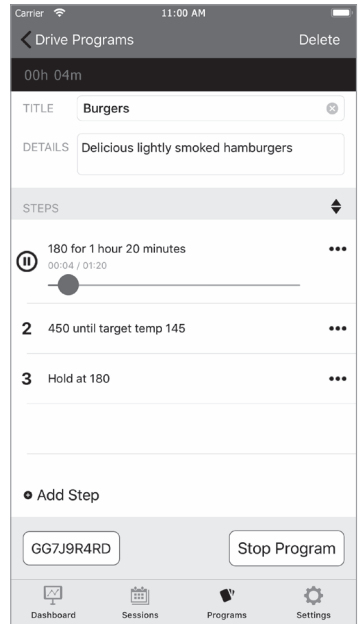 Carrier 11:00 AM
Drive Programs Delete
00h 04m
TITLE Burgers
DETAILS Delicious lightly smoked hamburgers
STEPS
180 for 1 hour 20 minutes
00:04 / 01:20
2 450 until target temp 145
3 Hold at 180
Add Step
GG7J9R4RD Stop Program
Dashboard Sessions Programs Settings